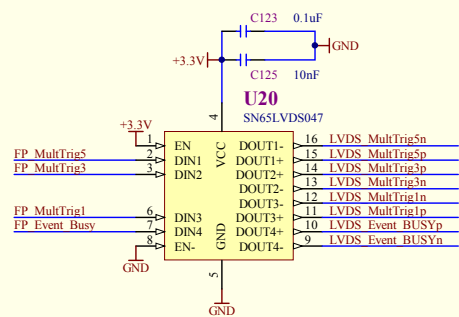 C123 0.1uF
+3.3V GND
C125 10nF
U20
SN65LVDS047
4
+3.3V
1 EN VCC DOUT1- 16 LVDS_MultTrig5n
FP_MultTrig5 2 DIN1 DOUT1+ 15 LVDS_MultTrig5p
FP_MultTrig3 3 DIN2 DOUT2+ 14 LVDS_MultTrig3p
DOUT2- 13 LVDS_MultTrig3n
DOUT3- 12 LVDS_MultTrig1n
FP_MultTrig1 6 DIN3 DOUT3+ 11 LVDS_MultTrig1p
FP_Event_Busy 7 DIN4 GND DOUT4+ 10 LVDS_Event_BUSYp
8 EN- DOUT4- 9 LVDS_Event_BUSYn
GND
5
GND